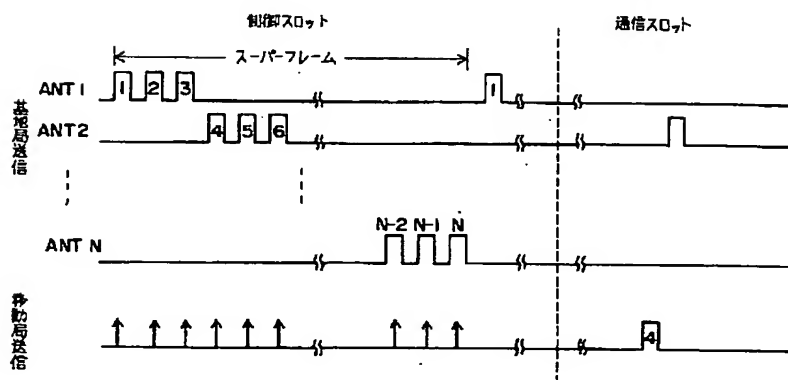 制御スロット
通信スロット
スーパーフレーム
基地局送信
ANT 1
1 2 3
1
ANT2
4 5 6
ANT N
N-2 N-1 N
移動局送信
4